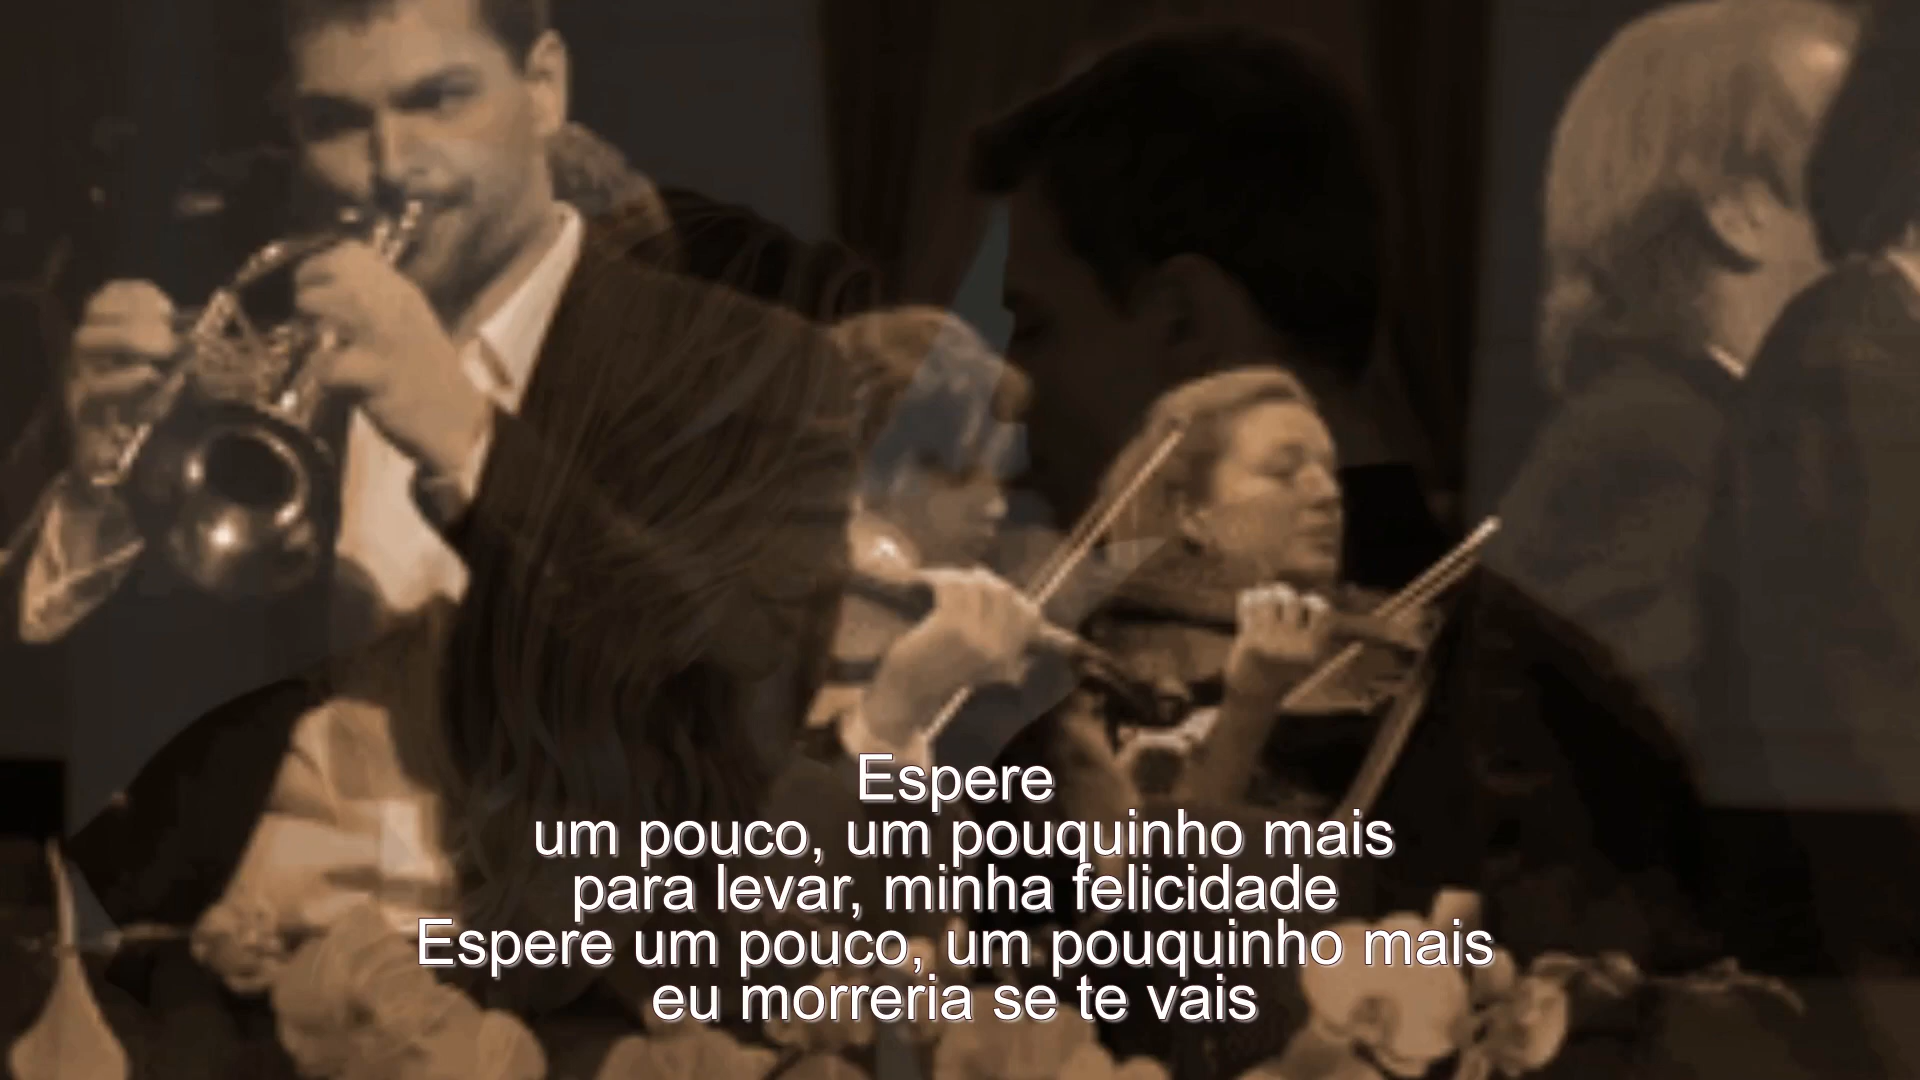 Espere
um pouco, um pouquinho mais
para levar, minha felicidade
Espere um pouco, um pouquinho mais
eu morreria se te vais